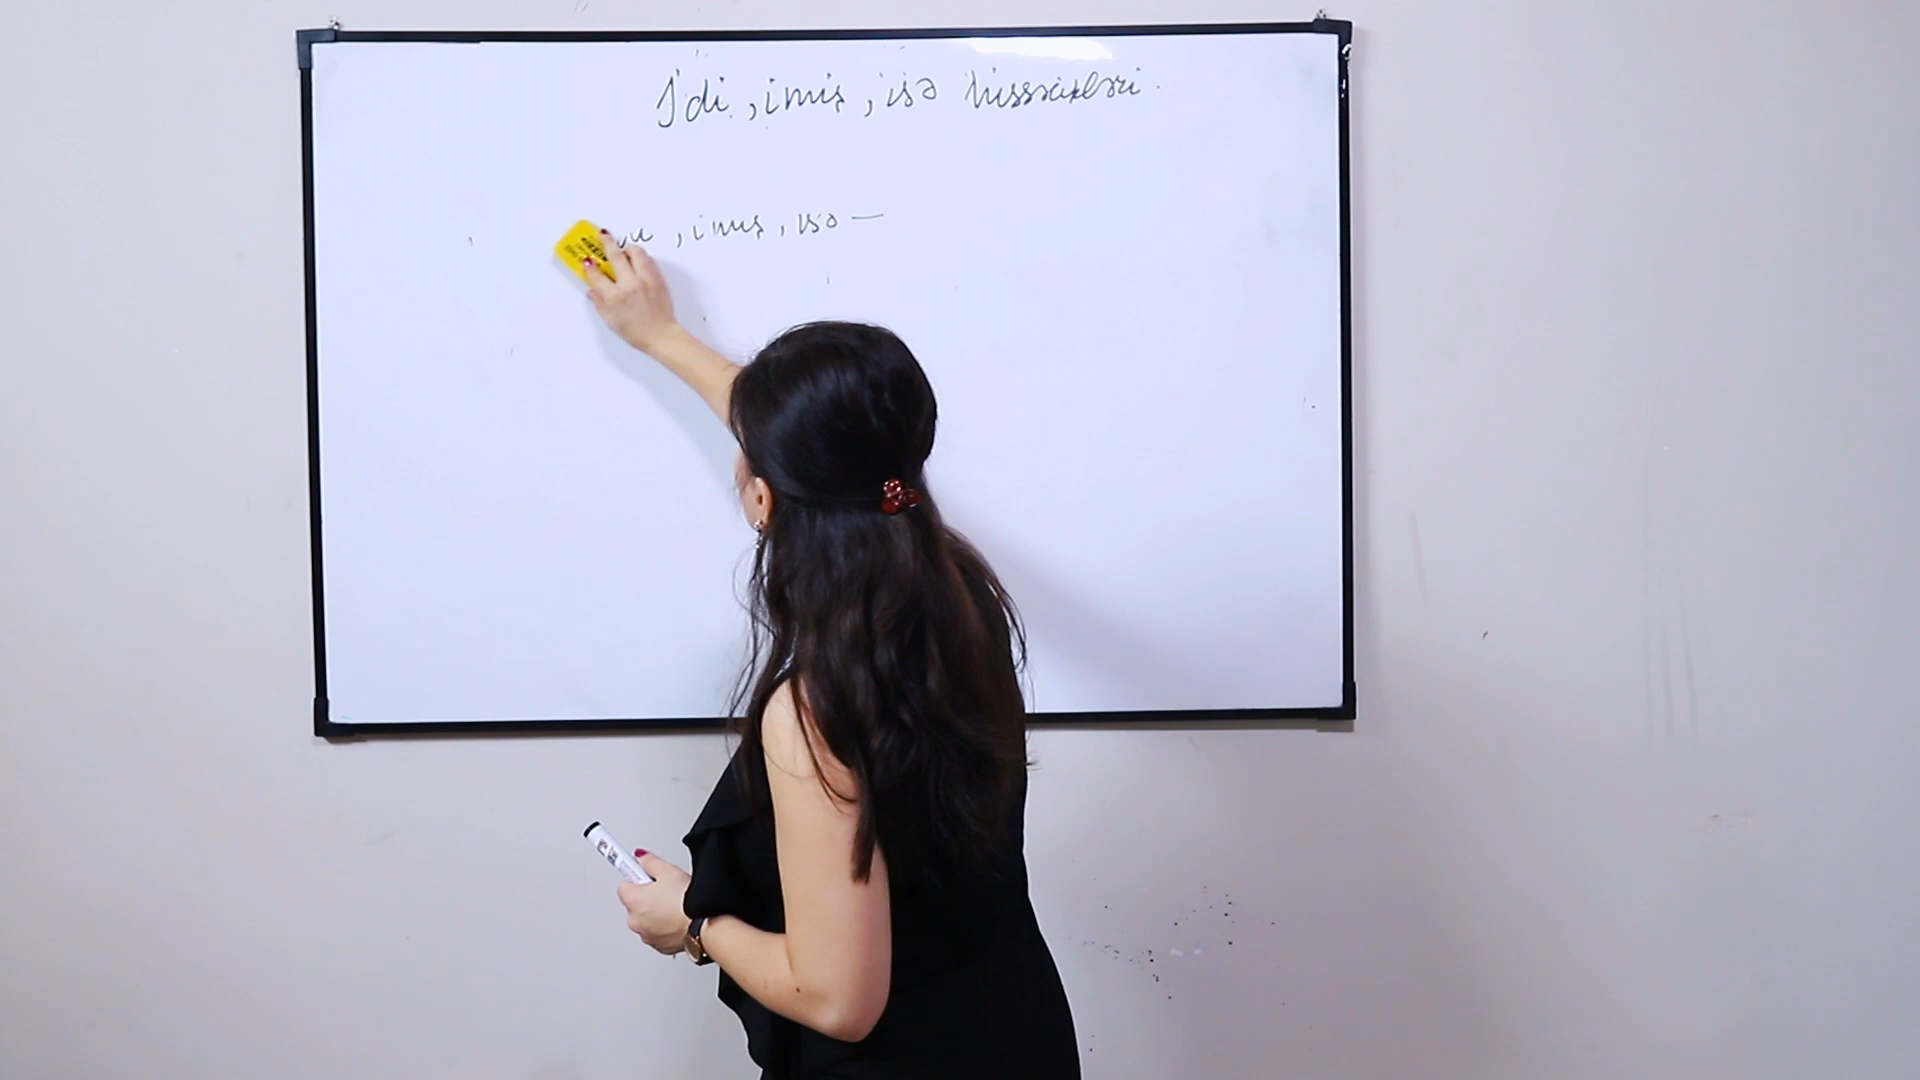 İdi, imiş, isə hissəcikləri.
, imiş, isə —